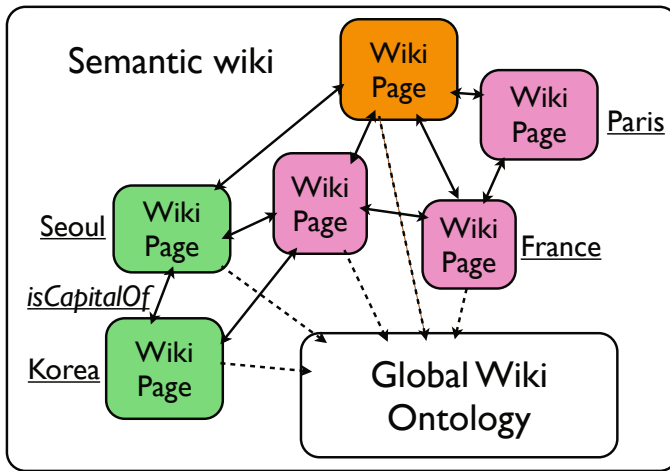 Semantic wiki
Wiki
Page
Wiki
Page
Paris
Wiki
Page
Seoul
Wiki
Page
Wiki
Page
France
isCapitalOf
Korea
Wiki
Page
Global Wiki
Ontology